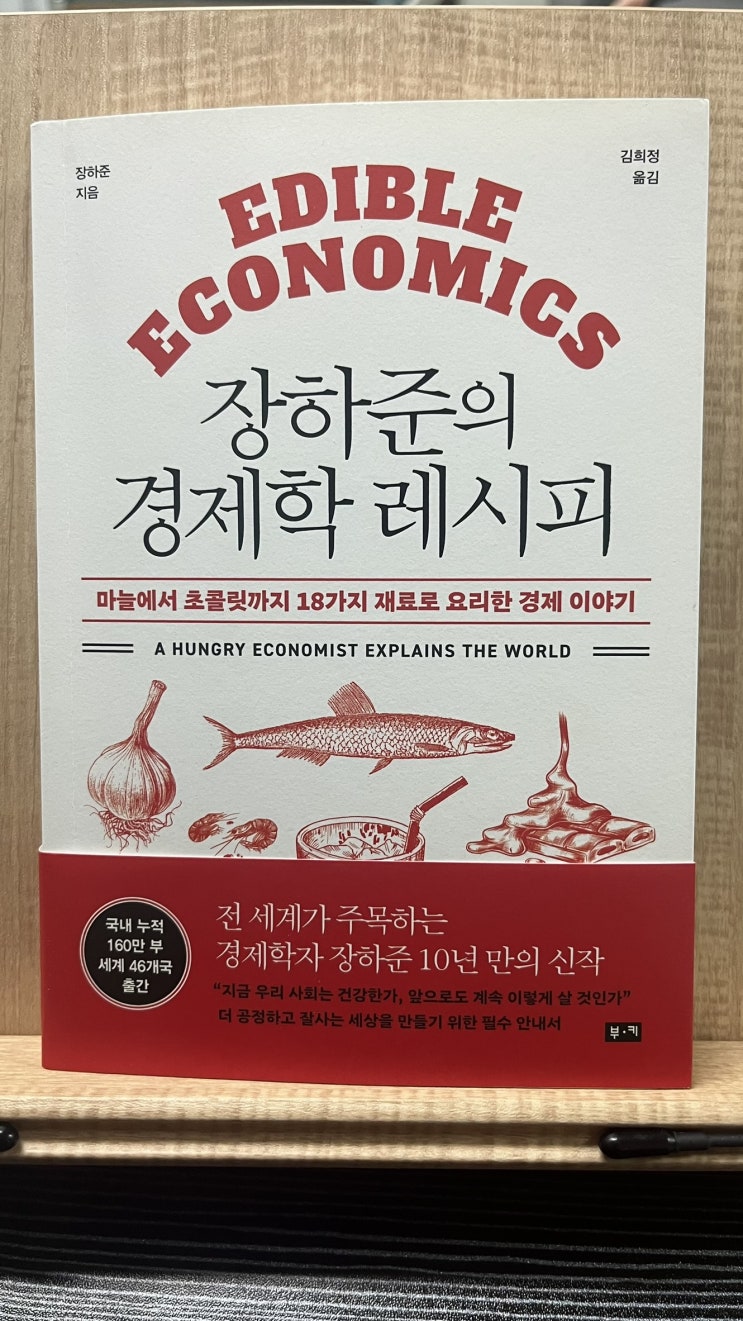 장하준
지음
김희정
옮김
EDIBLE
ECONOMICS
장하준의
경제학 레시피
마늘에서 초콜릿까지 18가지 재료로 요리한 경제 이야기
A HUNGRY ECONOMIST EXPLAINS THE WORLD
국내 누적
160만 부
세계 46개국
출간
전 세계가 주목하는
경제학자 장하준 10년 만의 신작
“지금 우리 사회는 건강한가, 앞으로도 계속 이렇게 살 것인가”
더 공정하고 잘사는 세상을 만들기 위한 필수 안내서
부·키